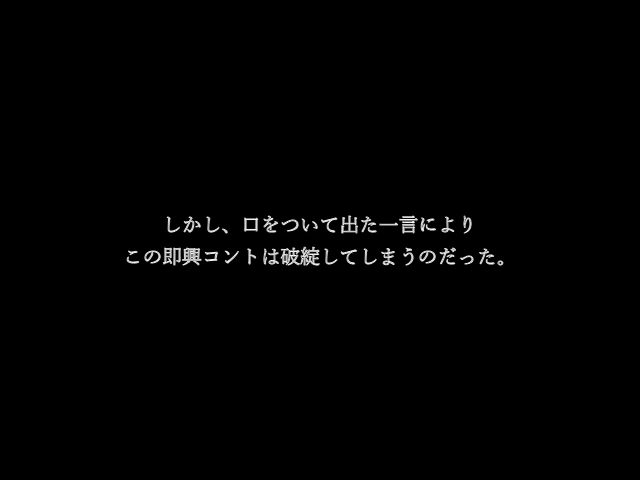 しかし、口をついて出た一言により
この即興コントは破綻してしまうのだった。